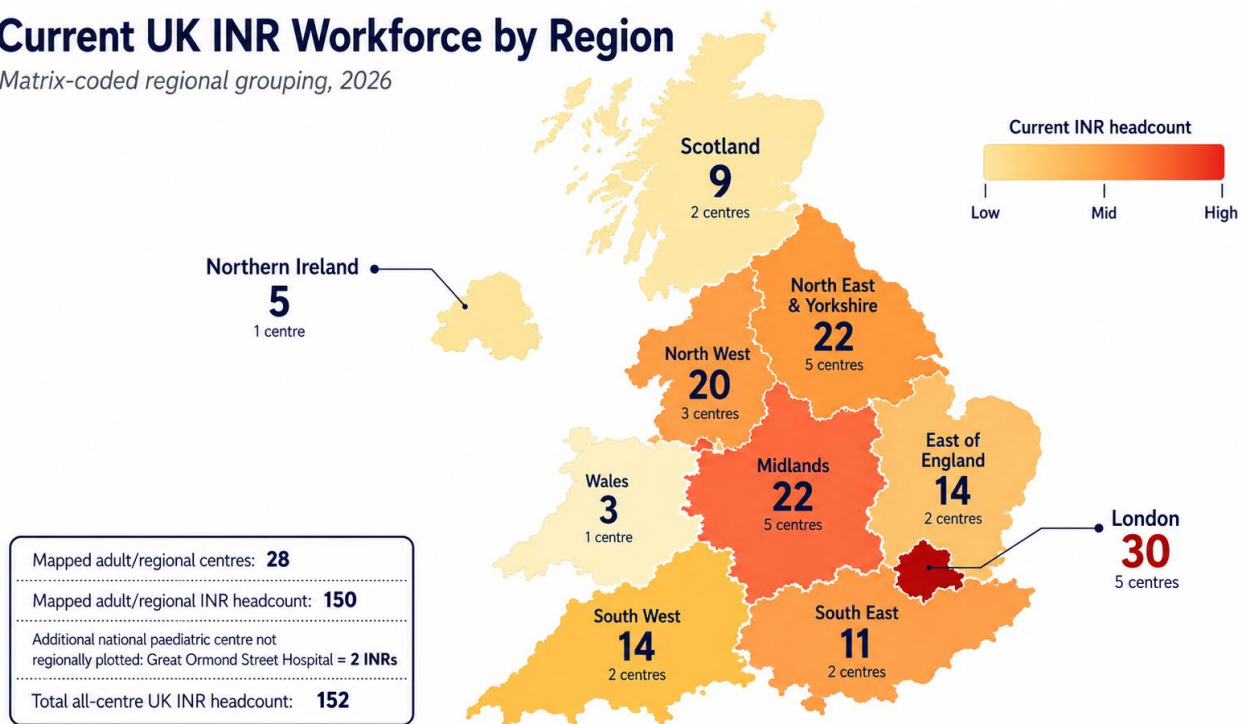 Current UK INR Workforce by Region
Matrix-coded regional grouping, 2026
Current INR headcount
Low
Mid
High
Scotland
9
2 centres
Northern Ireland
5
1 centre
North East
& Yorkshire
22
5 centres
North West
20
3 centres
Midlands
22
5 centres
East of
England
14
2 centres
Wales
3
1 centre
London
30
5 centres
South West
14
2 centres
South East
11
2 centres
Mapped adult/regional centres: 28
Mapped adult/regional INR headcount: 150
Additional national paediatric centre not
regionally plotted: Great Ormond Street Hospital = 2 INRs
Total all-centre UK INR headcount: 152